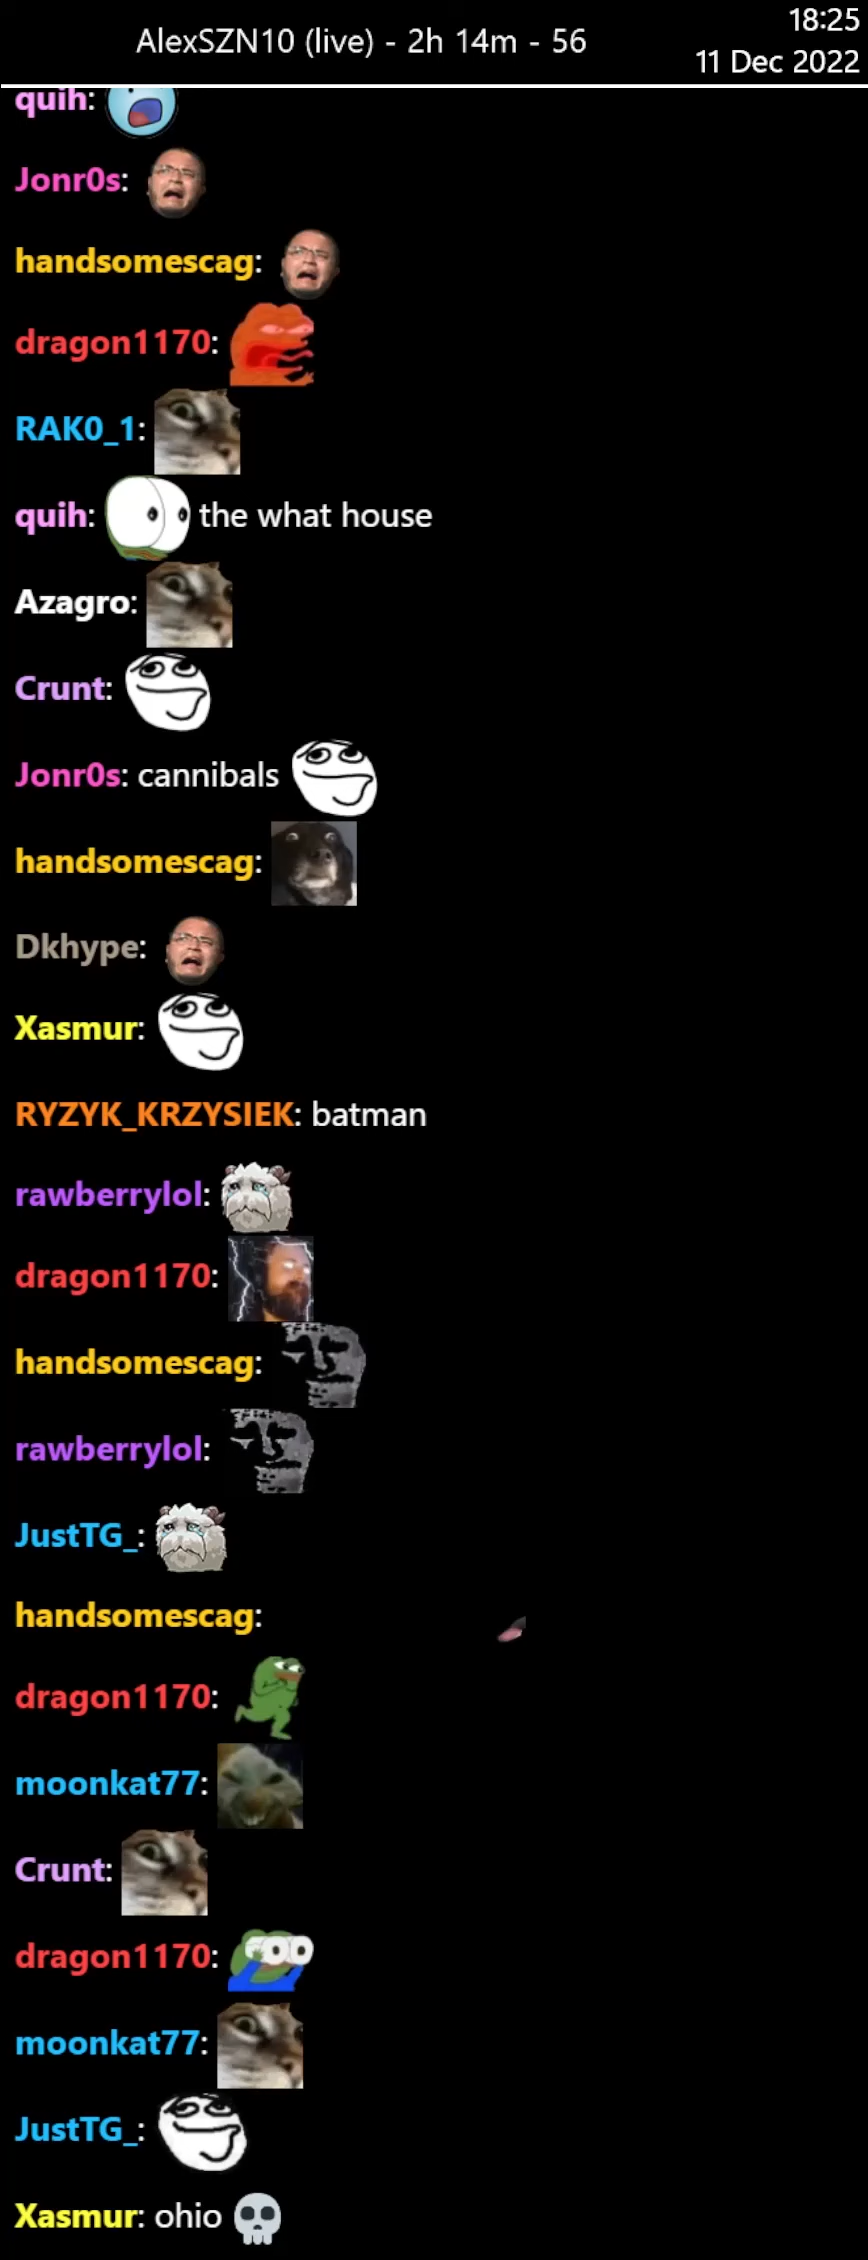 AlexSZN10 (live) - 2h 14m - 56
18:25
11 Dec 2022
quih:
Jonr0s:
handsomescag:
dragon1170:
RAK0_1:
quih: the what house
Azagro:
Crunt:
Jonr0s: cannibals
handsomescag:
Dkhype:
Xasmur:
RYZYK_KRZYSIEK: batman
rawberrylol:
dragon1170:
handsomescag:
rawberrylol:
JustTG_:
handsomescag:
dragon1170:
moonkat77:
Crunt:
dragon1170:
moonkat77:
JustTG_:
Xasmur: ohio 💀